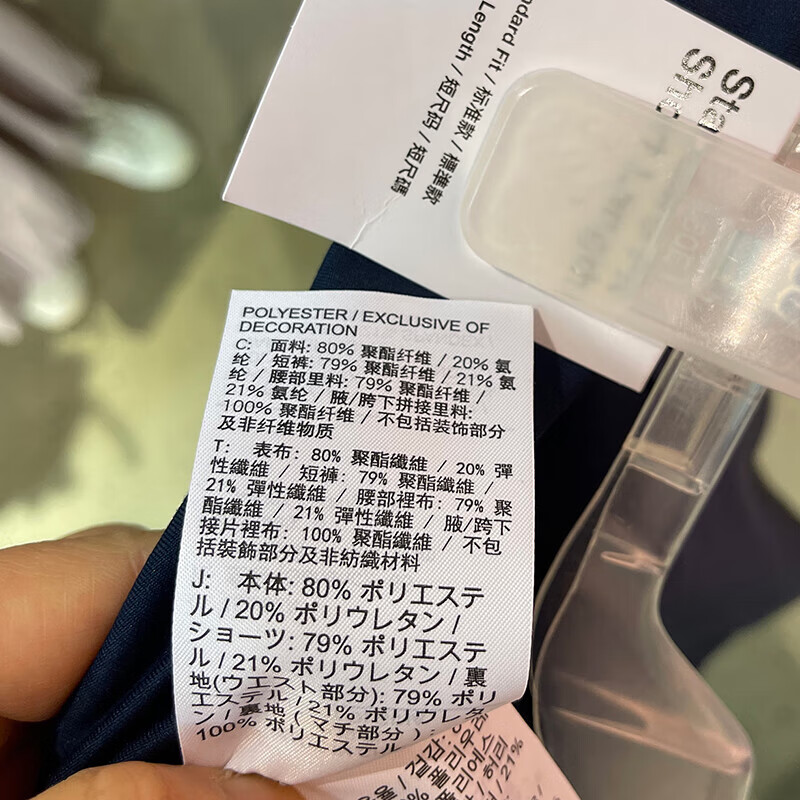 ndard Fit / 标准款 / 標準款
Length / 短尺码 / 短尺碼
Sta
Sho
POLYESTER / EXCLUSIVE OF
DECORATION
C: 面料: 80% 聚酯纤维 / 20% 氨
纶 / 短裤: 79% 聚酯纤维 / 21% 氨
纶 / 腰部里料: 79% 聚酯纤维 /
21% 氨纶 / 腋/胯下拼接里料:
100% 聚酯纤维 / 不包括装饰部分
及非纤维物质
T: 表布: 80% 聚酯纖維 / 20% 彈
性纖維 / 短褲: 79% 聚酯纖維 /
21% 彈性纖維 / 腰部裡布: 79% 聚
酯纖維 / 21% 彈性纖維 / 腋/跨下
接片裡布: 100% 聚酯纖維 / 不包
括裝飾部分及非紡織材料
J: 本体: 80% ポリエステ
ル / 20% ポリウレタン /
ショーツ: 79% ポリエステ
ル / 21% ポリウレタン / 裏
地(ウエスト部分): 79% ポリ
エステル / 21% ポリウレタ
ン / 裏地 (マチ部分) :
100% ポリエステル